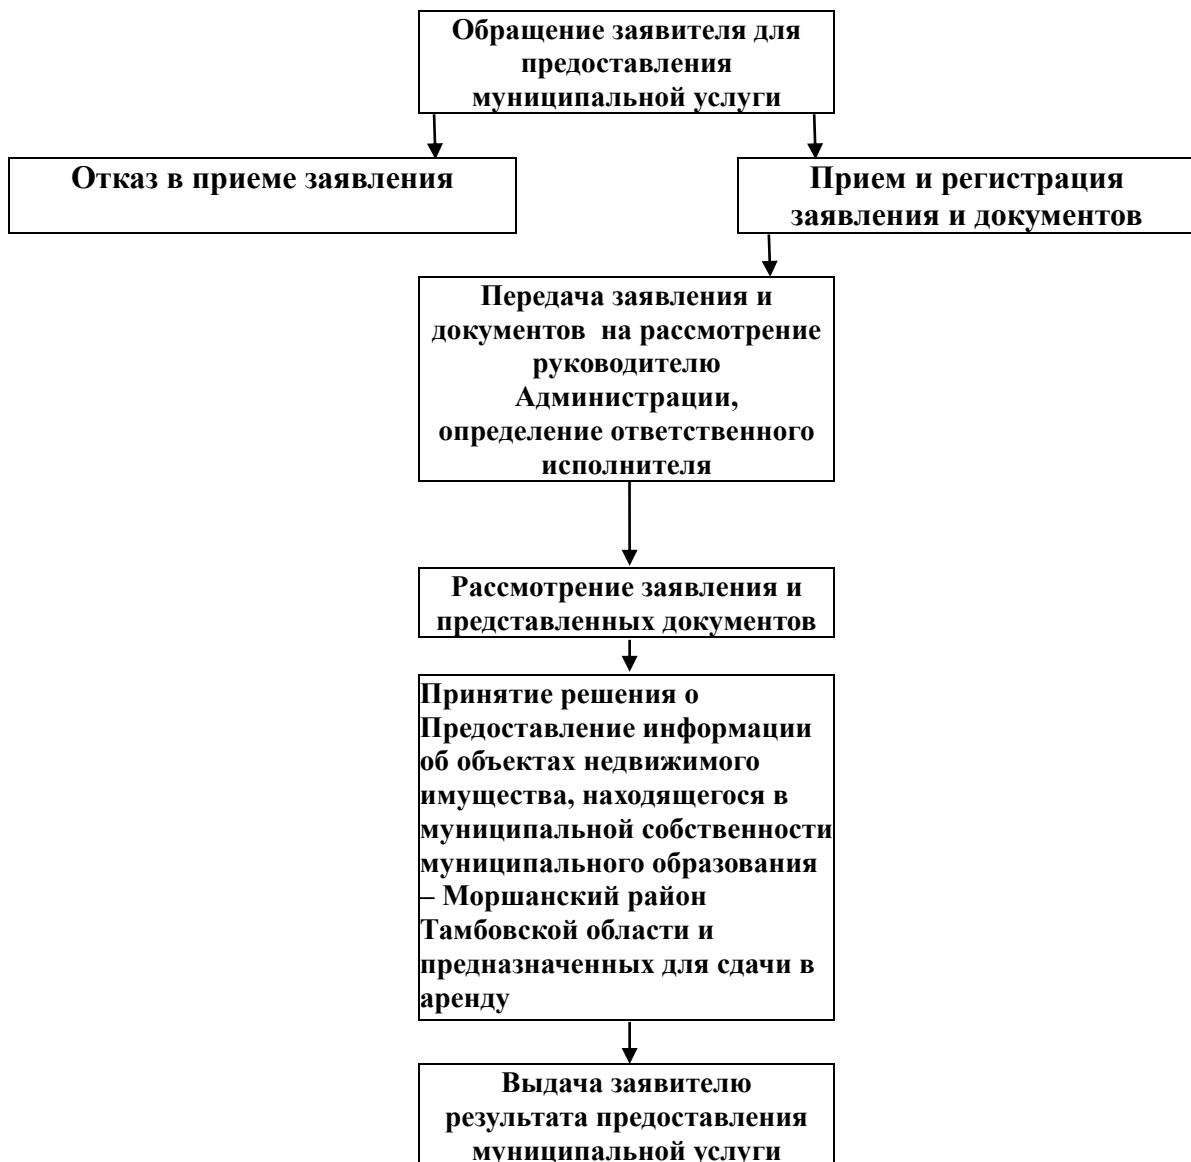 Обращение заявителя для
предоставления
муниципальной услуги
Отказ в приеме заявления
Прием и регистрация
заявления и документов
Передача заявления и
документов на рассмотрение
руководителю
Администрации,
определение ответственного
исполнителя
Рассмотрение заявления и
представленных документов
Принятие решения о
Предоставление информации
об объектах недвижимого
имущества, находящегося в
муниципальной собственности
муниципального образования
– Моршанский район
Тамбовской области и
предназначенных для сдачи в
аренду
Выдача заявителю
результата предоставления
муниципальной услуги